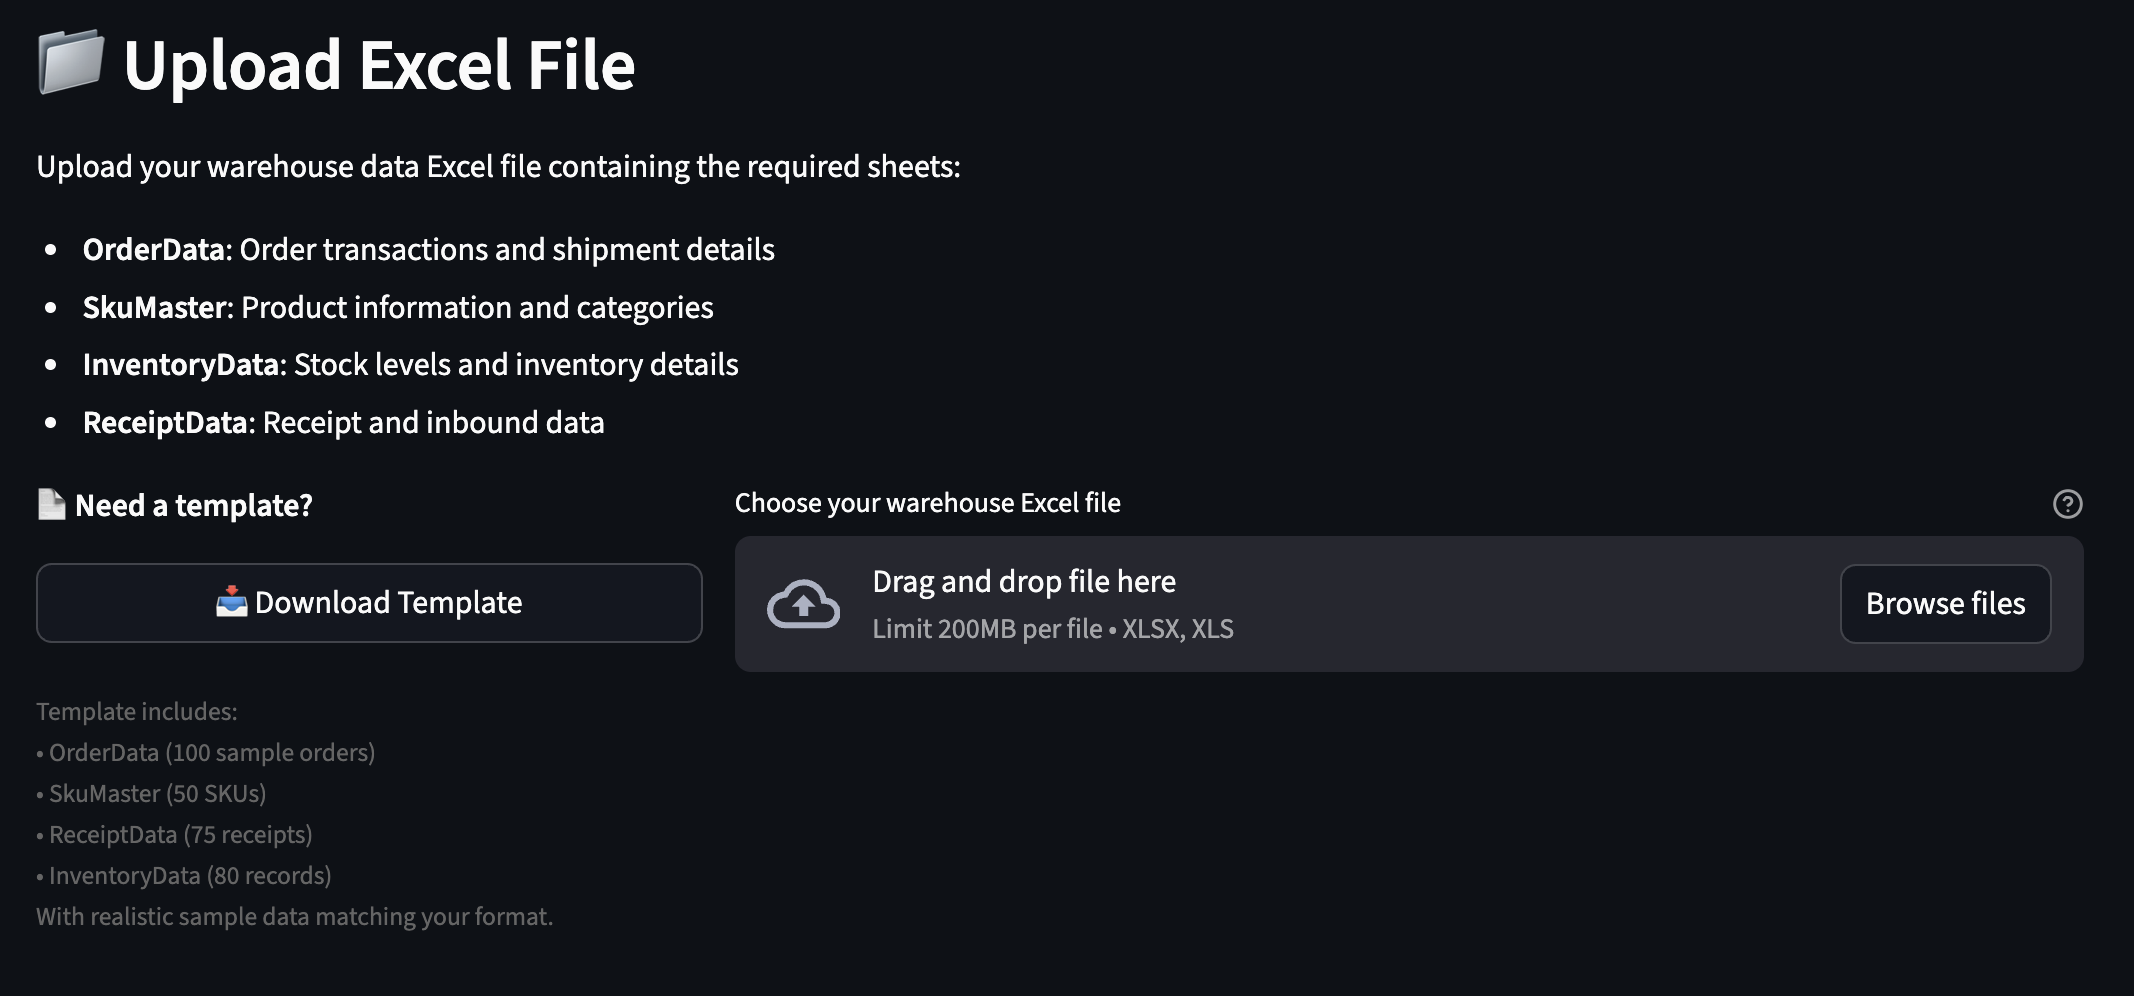 Upload Excel File
Upload your warehouse data Excel file containing the required sheets:
• OrderData: Order transactions and shipment details
• SkuMaster: Product information and categories
• InventoryData: Stock levels and inventory details
• ReceiptData: Receipt and inbound data
Need a template?
Download Template
Template includes:
• OrderData (100 sample orders)
• SkuMaster (50 SKUs)
• ReceiptData (75 receipts)
• InventoryData (80 records)
With realistic sample data matching your format.
Choose your warehouse Excel file
?
Drag and drop file here
Limit 200MB per file • XLSX, XLS
Browse files